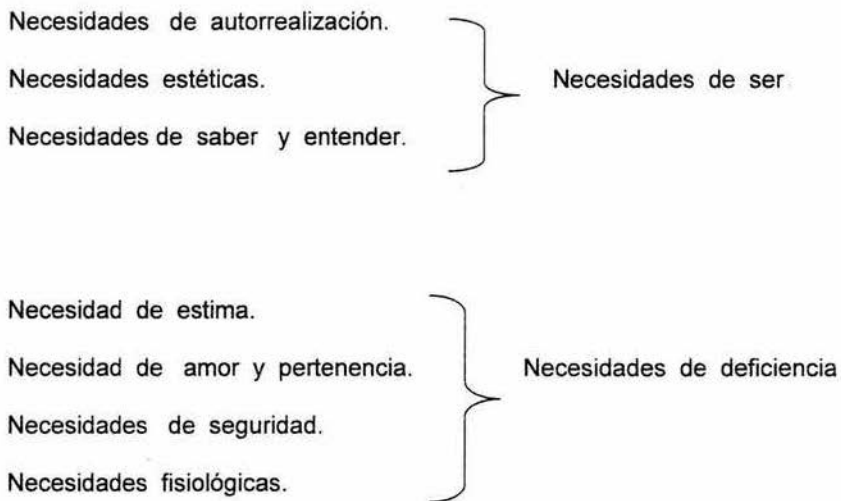 Necesidades de autorrealización.
Necesidades estéticas.
Necesidades de ser
Necesidades de saber y entender.
Necesidad de estima.
Necesidad de amor y pertenencia.
Necesidades de deficiencia
Necesidades de seguridad.
Necesidades fisiológicas.